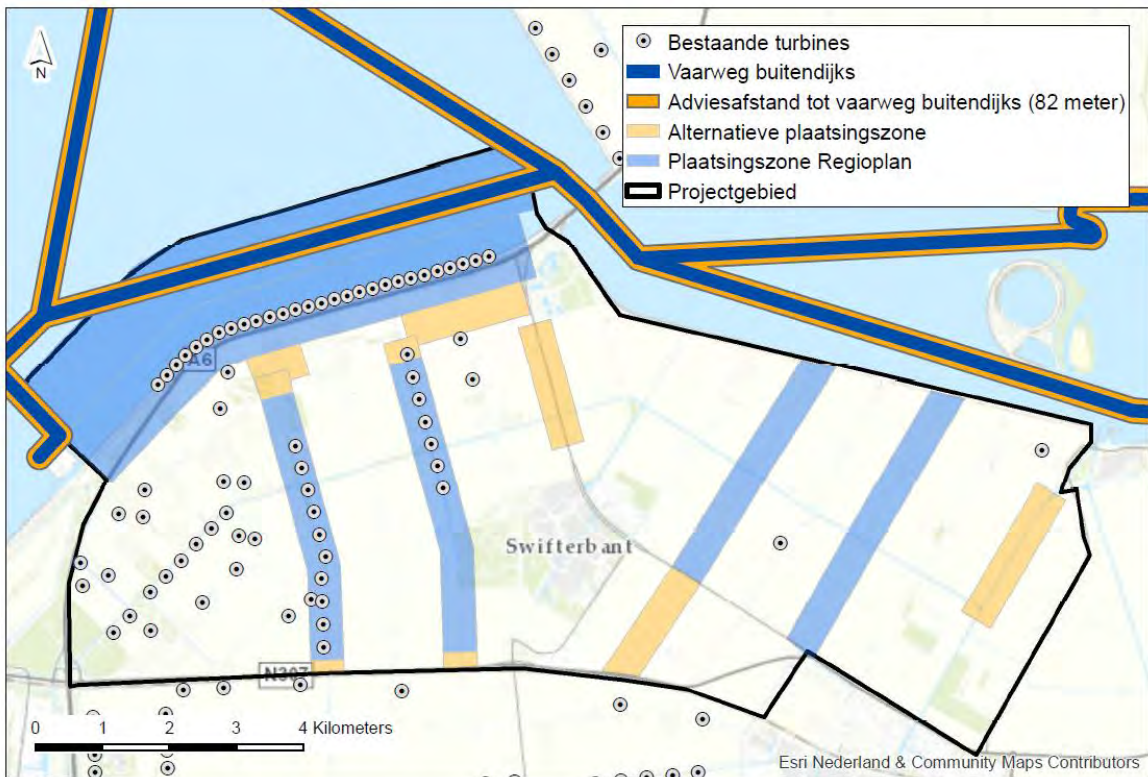 N
Bestaande turbines
Vaarweg buitendijks
Adviesafstand tot vaarweg buitendijks (82 meter)
Alternatieve plaatsingszone
Plaatsingszone Regioplan
Projectgebied
A6
Swifterbant
N307
0 1 2 3 4 Kilometers
Esri Nederland & Community Maps Contributors